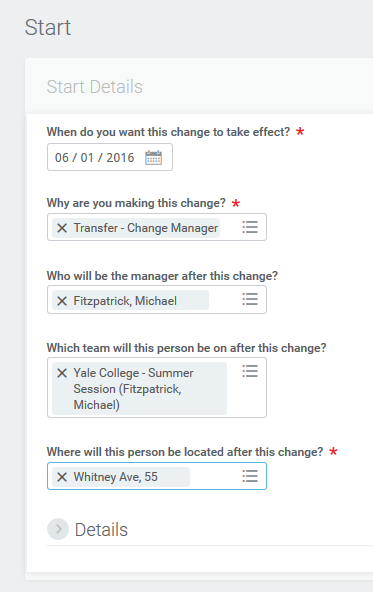 Start
Start Details
When do you want this change to take effect? *
06 / 01 / 2016
Why are you making this change? *
× Transfer - Change Manager
Who will be the manager after this change?
× Fitzpatrick, Michael
Which team will this person be on after this change?
× Yale College - Summer
Session (Fitzpatrick,
Michael)
Where will this person be located after this change? *
× Whitney Ave, 55
Details